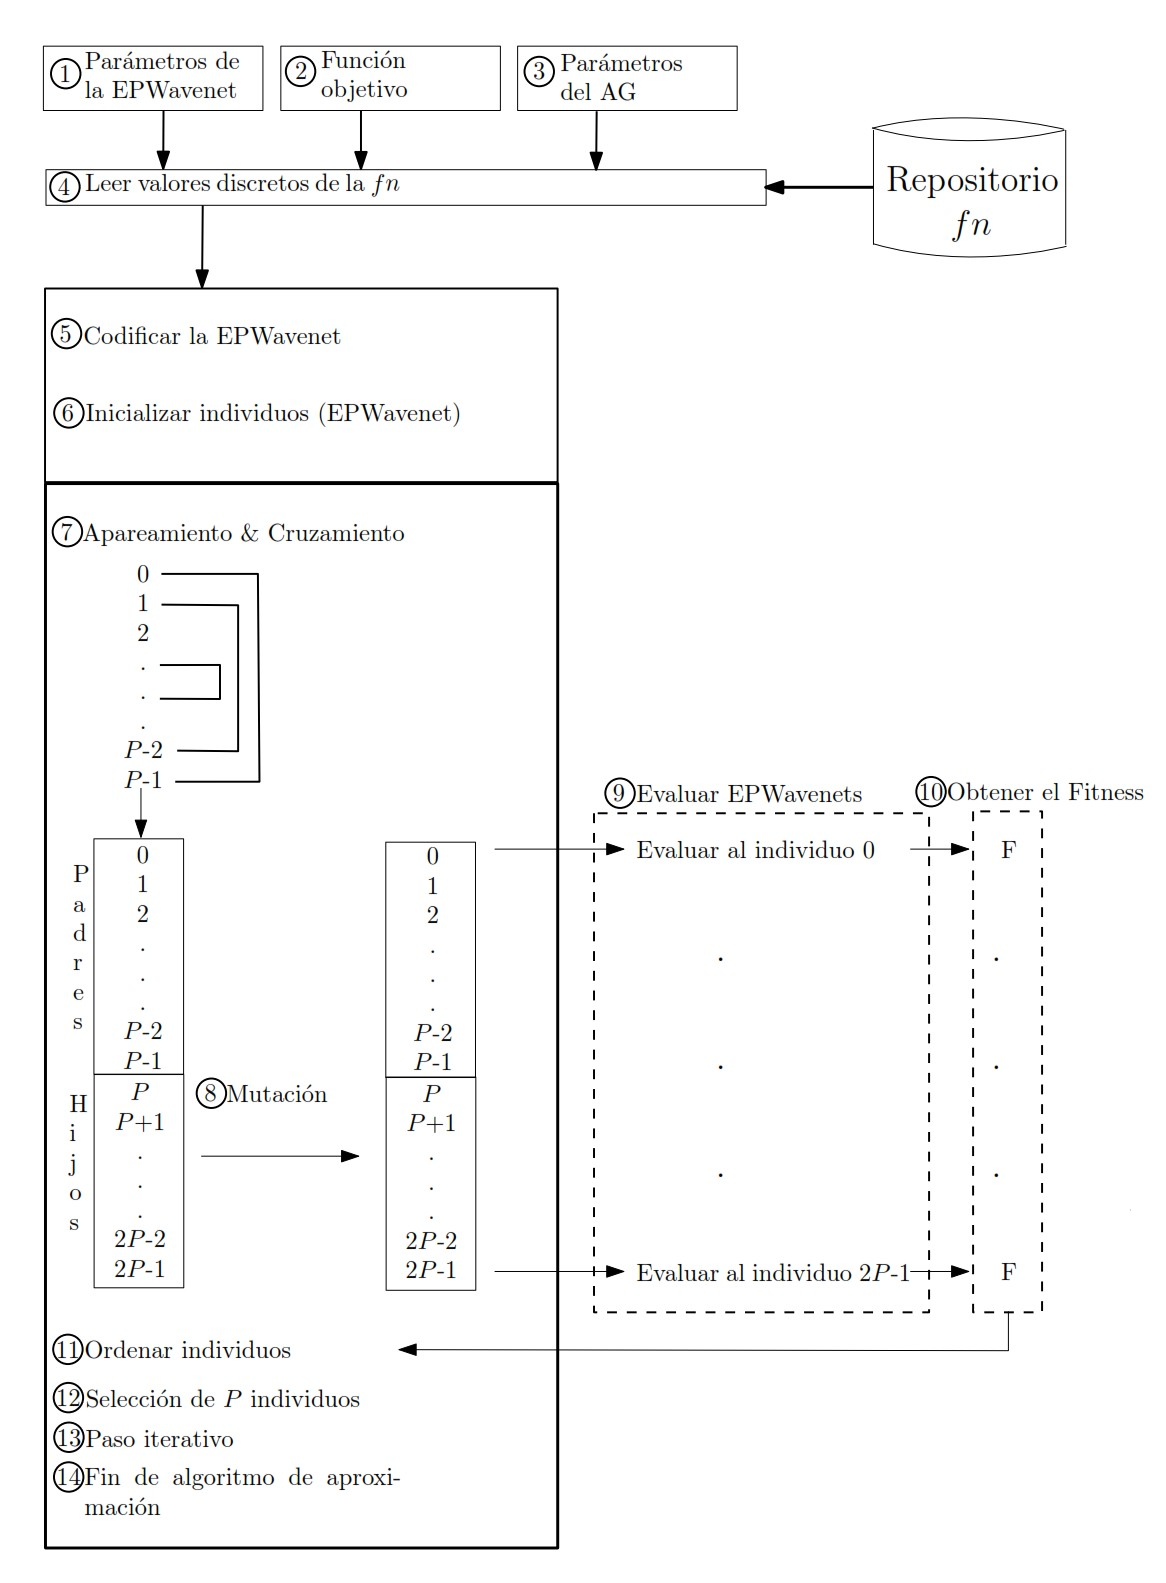 1 Parámetros de
la EPWavenet
2 Función
objetivo
3 Parámetros
del AG
4 Leer valores discretos de la fn
Repositorio
fn
5 Codificar la EPWavenet
6 Inicializar individuos (EPWavenet)
7 Apareamiento & Cruzamiento
0
1
2
.
.
.
P-2
P-1
Padres
0
1
2
.
.
.
P-2
P-1
Hijos
P
P+1
.
.
.
2P-2
2P-1
8 Mutación
0
1
2
.
.
.
P-2
P-1
P
P+1
.
.
.
2P-2
2P-1
9 Evaluar EPWavenets
Evaluar al individuo 0
.
.
.
Evaluar al individuo 2P-1
10 Obtener el Fitness
F
.
.
.
F
11 Ordenar individuos
12 Selección de P individuos
13 Paso iterativo
14 Fin de algoritmo de aproxi-
mación